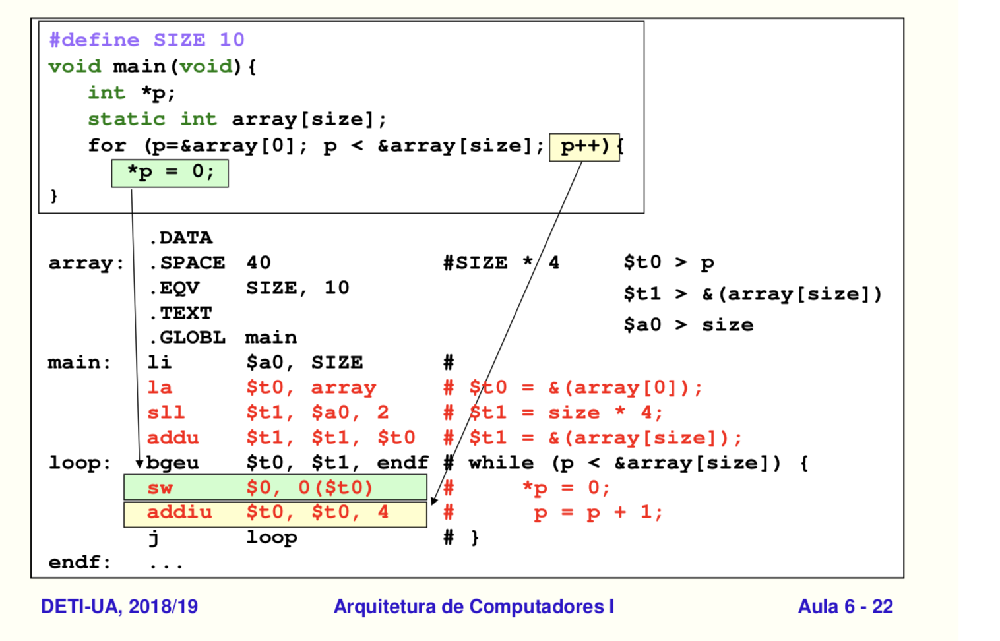 #define SIZE 10
void main(void){
int *p;
static int array[size];
for (p=&array[0]; p < &array[size]; p++){
*p = 0;
}
.DATA
array: .SPACE 40 #SIZE * 4 $t0 > p
.EQV SIZE, 10 $t1 > &(array[size])
.TEXT $a0 > size
.GLOBL main
main: li $a0, SIZE #
la $t0, array # $t0 = &(array[0]);
sll $t1, $a0, 2 # $t1 = size * 4;
addu $t1, $t1, $t0 # $t1 = &(array[size]);
loop: bgeu $t0, $t1, endf # while (p < &array[size]) {
sw $0, 0($t0) # *p = 0;
addiu $t0, $t0, 4 # p = p + 1;
j loop # }
endf: ...
DETI-UA, 2018/19 Arquitetura de Computadores I Aula 6 - 22